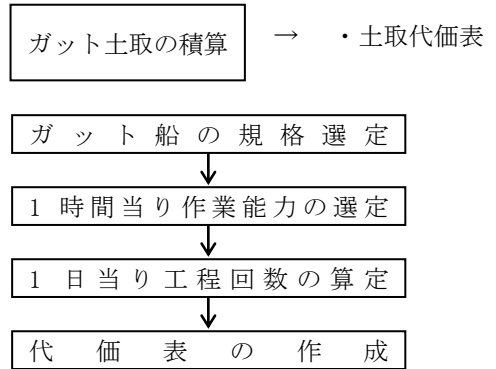 ガット土取の積算 → ・土取代価表
ガット船の規格選定
1時間当り作業能力の選定
1日当り工程回数の算定
代価表の作成